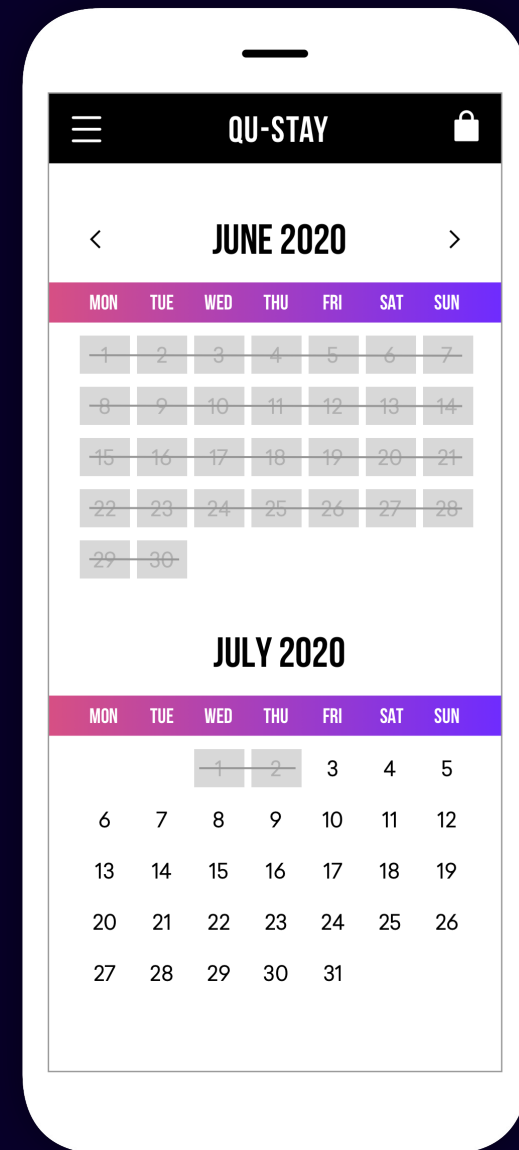 QU-STAY
JUNE 2020
MON TUE WED THU FRI SAT SUN
1 2 3 4 5 6 7
8 9 10 11 12 13 14
15 16 17 18 19 20 21
22 23 24 25 26 27 28
29 30
JULY 2020
MON TUE WED THU FRI SAT SUN
1 2 3 4 5
6 7 8 9 10 11 12
13 14 15 16 17 18 19
20 21 22 23 24 25 26
27 28 29 30 31